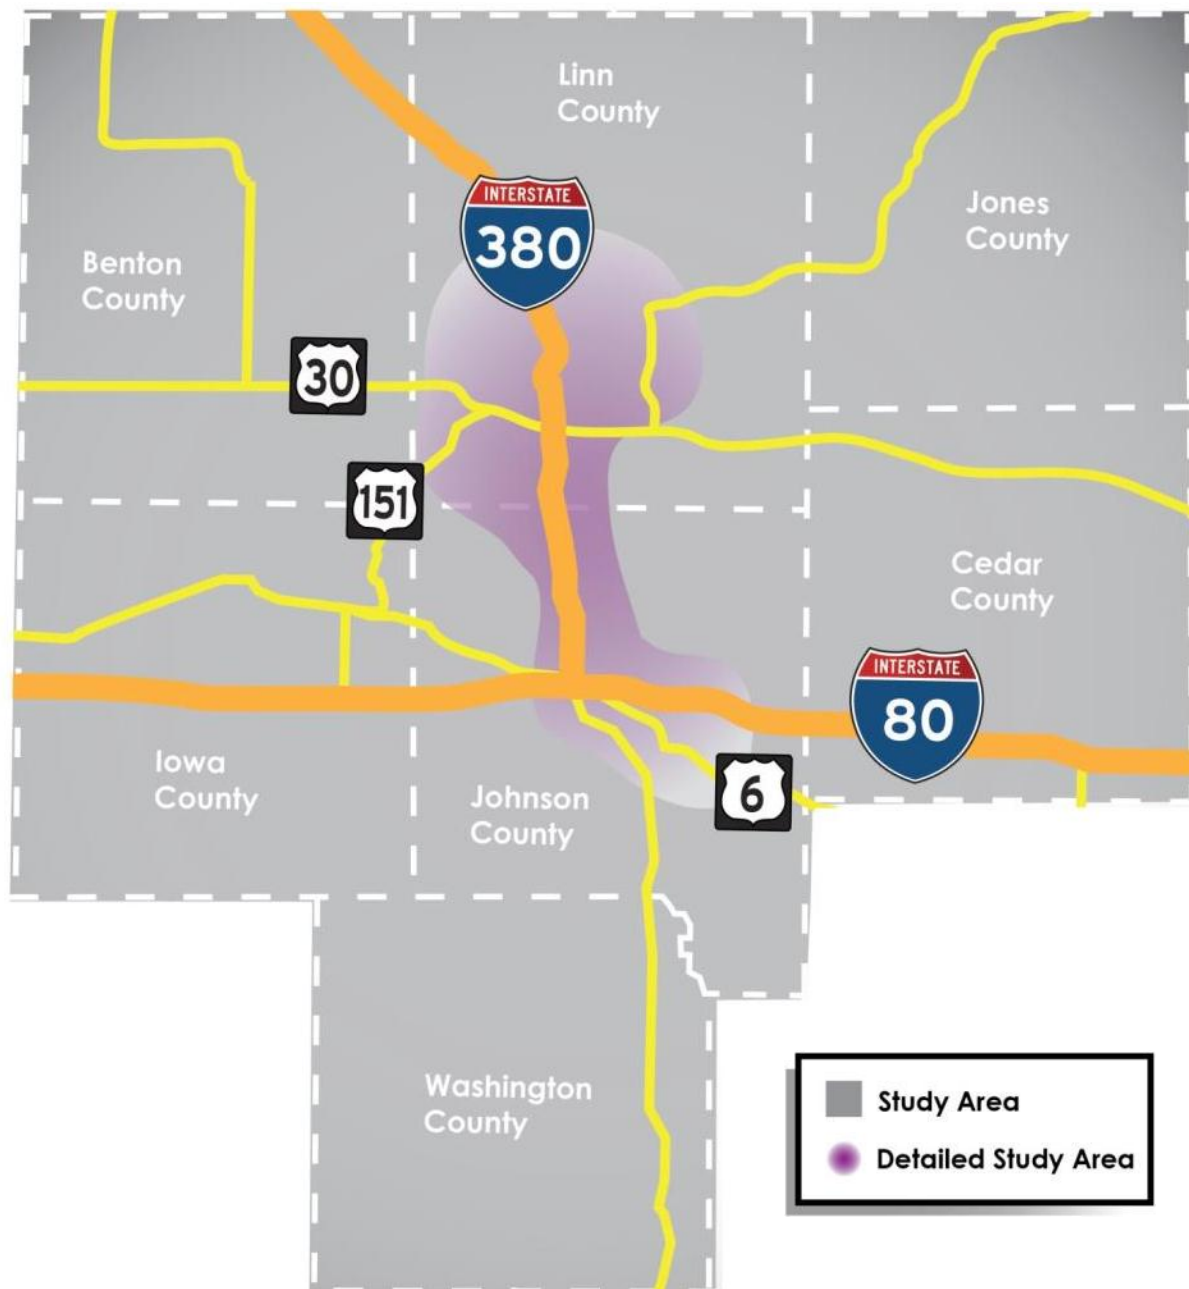 Linn
County
INTERSTATE
380
Jones
County
Benton
County
30
151
Cedar
County
INTERSTATE
80
Iowa
County
Johnson
County
6
Washington
County
Study Area
Detailed Study Area